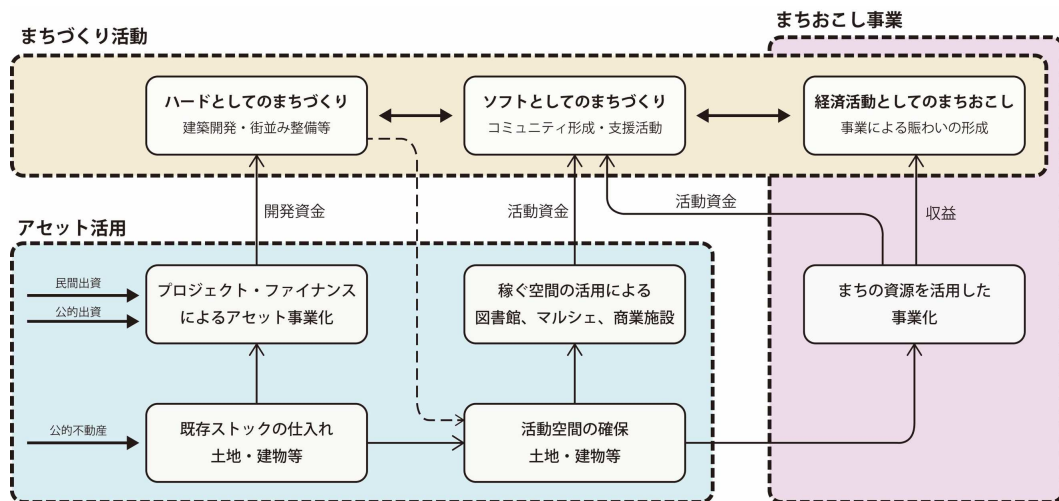 まちづくり活動
まちおこし事業
ハードとしてのまちづくり
建築開発・街並み整備等
ソフトとしてのまちづくり
コミュニティ形成・支援活動
経済活動としてのまちおこし
事業による賑わいの形成
開発資金
活動資金
活動資金
収益
アセット活用
民間出資
公的出資
プロジェクト・ファイナンス
によるアセット事業化
稼ぐ空間の活用による
図書館、マルシェ、商業施設
まちの資源を活用した
事業化
公的不動産
既存ストックの仕入れ
土地・建物等
活動空間の確保
土地・建物等